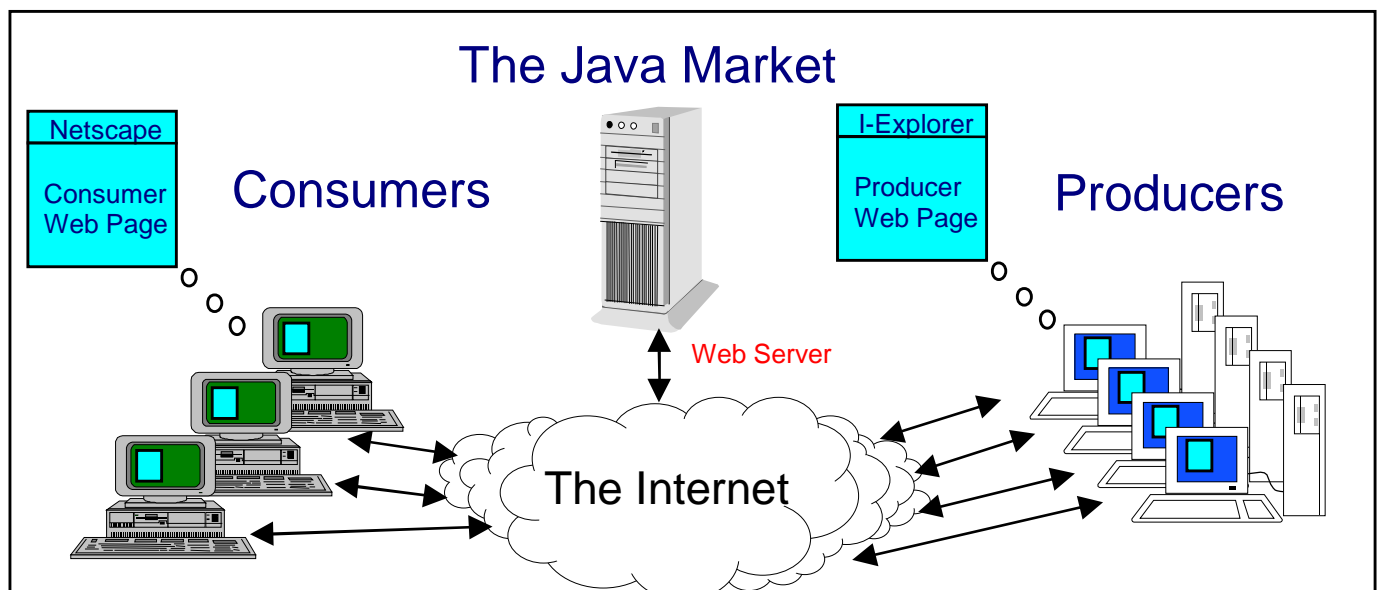 The Java Market
Netscape
Consumer
Web Page
Consumers
I-Explorer
Producer
Web Page
Producers
Web Server
The Internet